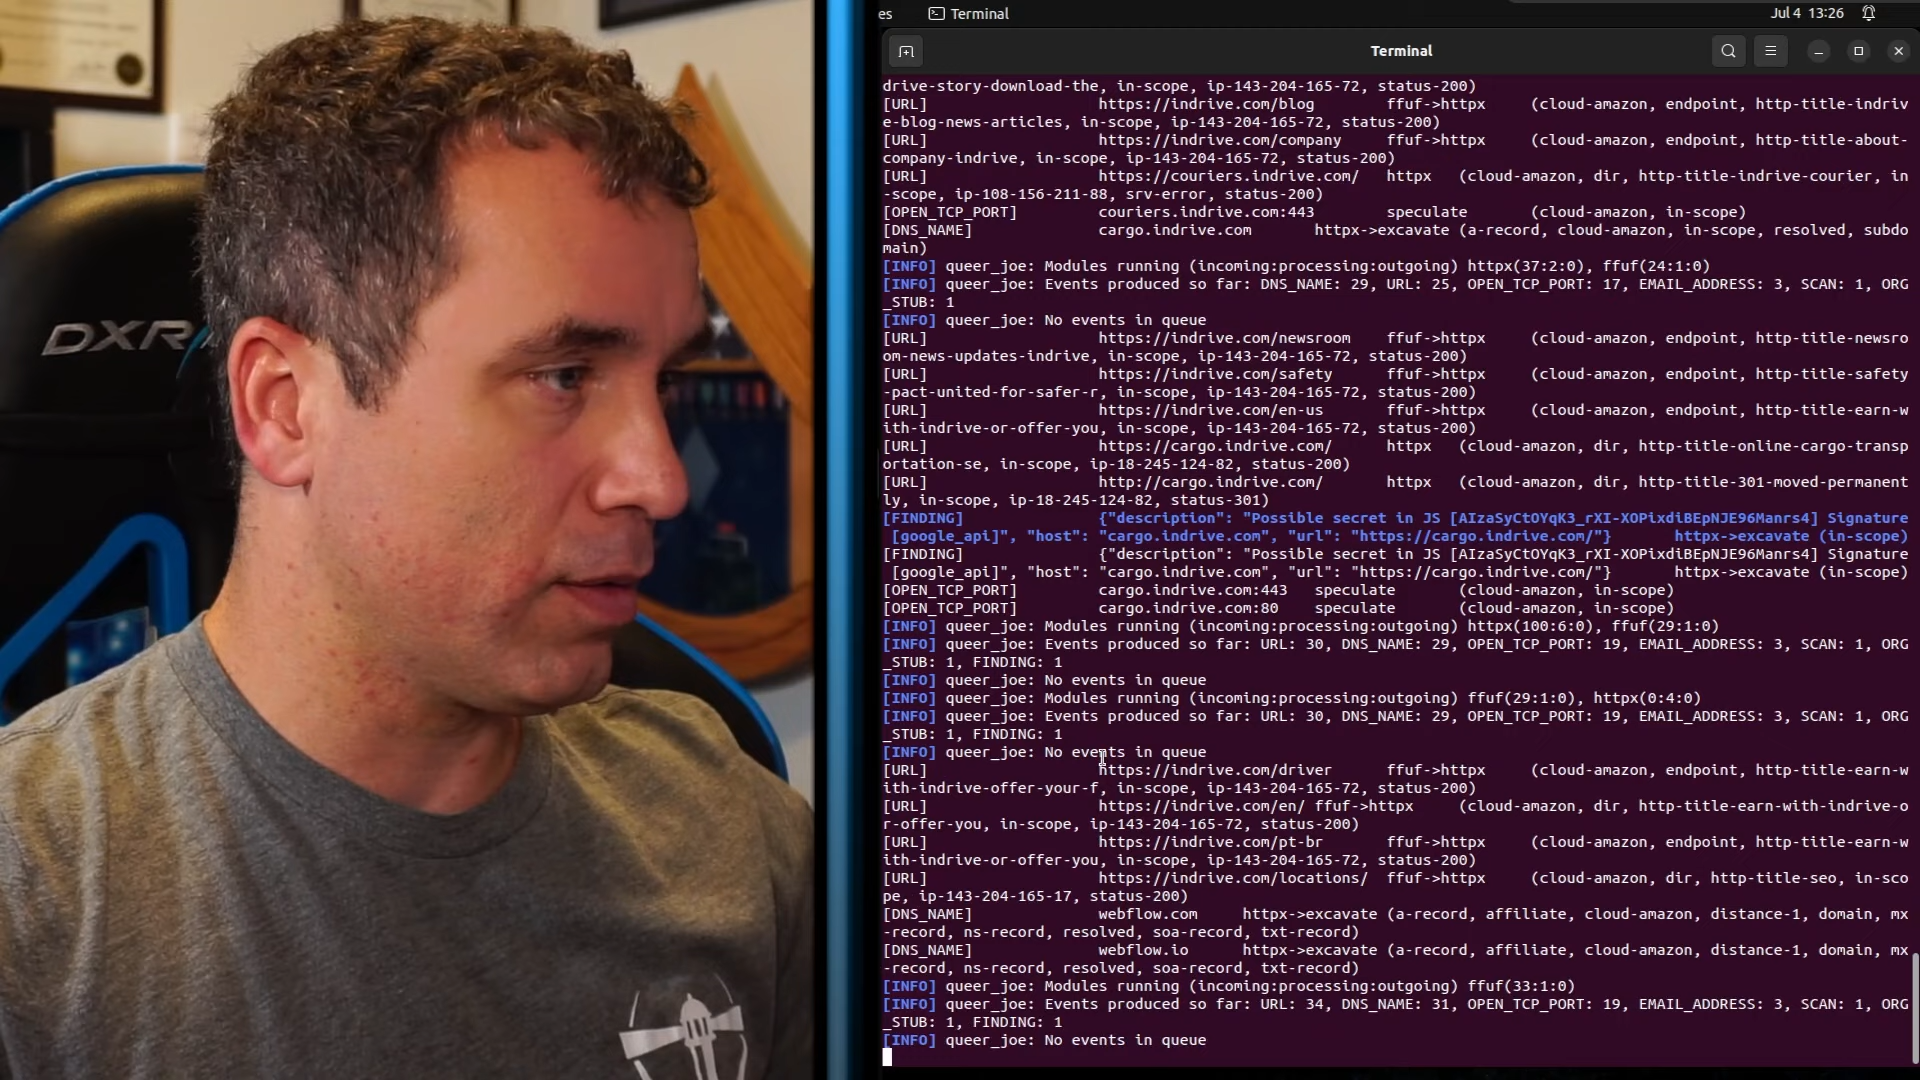 es
Terminal
Jul 4 13:26
Terminal
DXR
drive-story-download-the, in-scope, ip-143-204-165-72, status-200)
[URL] https://indrive.com/blog ffuf->httpx (cloud-amazon, endpoint, http-title-indriv
e-blog-news-articles, in-scope, ip-143-204-165-72, status-200)
[URL] https://indrive.com/company ffuf->httpx (cloud-amazon, endpoint, http-title-about-
company-indrive, in-scope, ip-143-204-165-72, status-200)
[URL] https://couriers.indrive.com/ httpx (cloud-amazon, dir, http-title-indrive-courier, in
-scope, ip-108-156-211-88, srv-error, status-200)
[OPEN_TCP_PORT] couriers.indrive.com:443 speculate (cloud-amazon, in-scope)
[DNS_NAME] cargo.indrive.com httpx->excavate (a-record, cloud-amazon, in-scope, resolved, subdo
main)
[INFO] queer_joe: Modules running (incoming:processing:outgoing) httpx(37:2:0), ffuf(24:1:0)
[INFO] queer_joe: Events produced so far: DNS_NAME: 29, URL: 25, OPEN_TCP_PORT: 17, EMAIL_ADDRESS: 3, SCAN: 1, ORG
_STUB: 1
[INFO] queer_joe: No events in queue
[URL] https://indrive.com/newsroom ffuf->httpx (cloud-amazon, endpoint, http-title-newsro
om-news-updates-indrive, in-scope, ip-143-204-165-72, status-200)
[URL] https://indrive.com/safety ffuf->httpx (cloud-amazon, endpoint, http-title-safety
-pact-united-for-safer-r, in-scope, ip-143-204-165-72, status-200)
[URL] https://indrive.com/en-us ffuf->httpx (cloud-amazon, endpoint, http-title-earn-w
ith-indrive-or-offer-you, in-scope, ip-143-204-165-72, status-200)
[URL] https://cargo.indrive.com/ httpx (cloud-amazon, dir, http-title-online-cargo-transp
ortation-se, in-scope, ip-18-245-124-82, status-200)
[URL] http://cargo.indrive.com/ httpx (cloud-amazon, dir, http-title-301-moved-permanent
ly, in-scope, ip-18-245-124-82, status-301)
[FINDING] {"description": "Possible secret in JS [AIzaSyCtOYqK3_rXI-XOPixdiBEpNJE96Manrs4] Signature
[google_api]", "host": "cargo.indrive.com", "url": "https://cargo.indrive.com/"} httpx->excavate (in-scope)
[FINDING] {"description": "Possible secret in JS [AIzaSyCtOYqK3_rXI-XOPixdiBEpNJE96Manrs4] Signature
[google_api]", "host": "cargo.indrive.com", "url": "https://cargo.indrive.com/"} httpx->excavate (in-scope)
[OPEN_TCP_PORT] cargo.indrive.com:443 speculate (cloud-amazon, in-scope)
[OPEN_TCP_PORT] cargo.indrive.com:80 speculate (cloud-amazon, in-scope)
[INFO] queer_joe: Modules running (incoming:processing:outgoing) httpx(100:6:0), ffuf(29:1:0)
[INFO] queer_joe: Events produced so far: URL: 30, DNS_NAME: 29, OPEN_TCP_PORT: 19, EMAIL_ADDRESS: 3, SCAN: 1, ORG
_STUB: 1, FINDING: 1
[INFO] queer_joe: No events in queue
[INFO] queer_joe: Modules running (incoming:processing:outgoing) ffuf(29:1:0), httpx(0:4:0)
[INFO] queer_joe: Events produced so far: URL: 30, DNS_NAME: 29, OPEN_TCP_PORT: 19, EMAIL_ADDRESS: 3, SCAN: 1, ORG
_STUB: 1, FINDING: 1
[INFO] queer_joe: No events in queue
[URL] https://indrive.com/driver ffuf->httpx (cloud-amazon, endpoint, http-title-earn-w
ith-indrive-offer-your-f, in-scope, ip-143-204-165-72, status-200)
[URL] https://indrive.com/en/ ffuf->httpx (cloud-amazon, dir, http-title-earn-with-indrive-o
r-offer-you, in-scope, ip-143-204-165-72, status-200)
[URL] https://indrive.com/pt-br ffuf->httpx (cloud-amazon, endpoint, http-title-earn-w
ith-indrive-or-offer-you, in-scope, ip-143-204-165-72, status-200)
[URL] https://indrive.com/locations/ ffuf->httpx (cloud-amazon, dir, http-title-seo, in-sco
pe, ip-143-204-165-17, status-200)
[DNS_NAME] webflow.com httpx->excavate (a-record, affiliate, cloud-amazon, distance-1, domain, mx
-record, ns-record, resolved, soa-record, txt-record)
[DNS_NAME] webflow.io httpx->excavate (a-record, affiliate, cloud-amazon, distance-1, domain, mx
-record, ns-record, resolved, soa-record, txt-record)
[INFO] queer_joe: Modules running (incoming:processing:outgoing) ffuf(33:1:0)
[INFO] queer_joe: Events produced so far: URL: 34, DNS_NAME: 31, OPEN_TCP_PORT: 19, EMAIL_ADDRESS: 3, SCAN: 1, ORG
_STUB: 1, FINDING: 1
[INFO] queer_joe: No events in queue